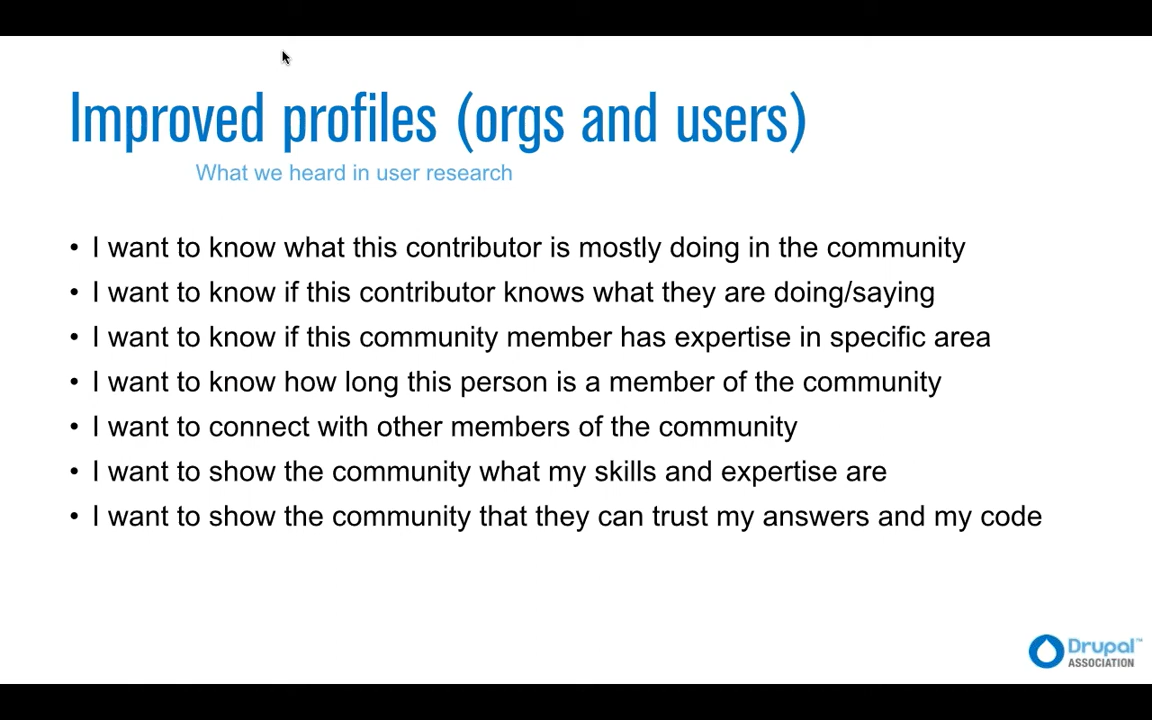 Improved profiles (orgs and users)
What we heard in user research
• I want to know what this contributor is mostly doing in the community
• I want to know if this contributor knows what they are doing/saying
• I want to know if this community member has expertise in specific area
• I want to know how long this person is a member of the community
• I want to connect with other members of the community
• I want to show the community what my skills and expertise are
• I want to show the community that they can trust my answers and my code
Drupal™
ASSOCIATION